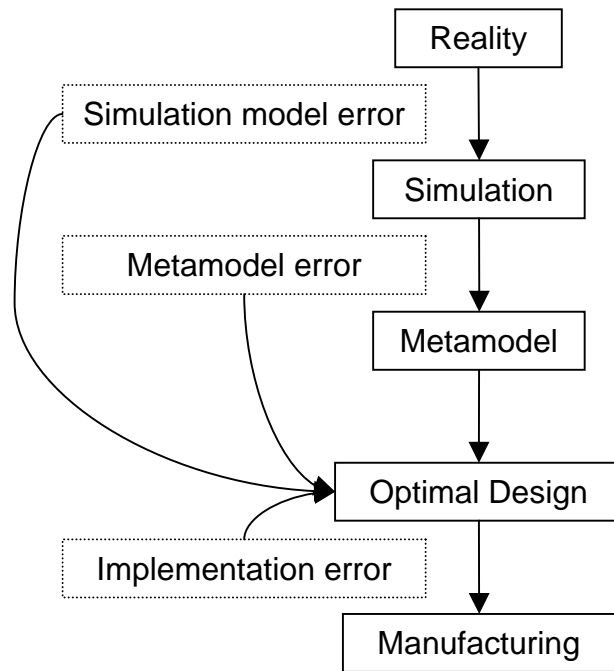 Reality
Simulation model error
Simulation
Metamodel error
Metamodel
Optimal Design
Implementation error
Manufacturing